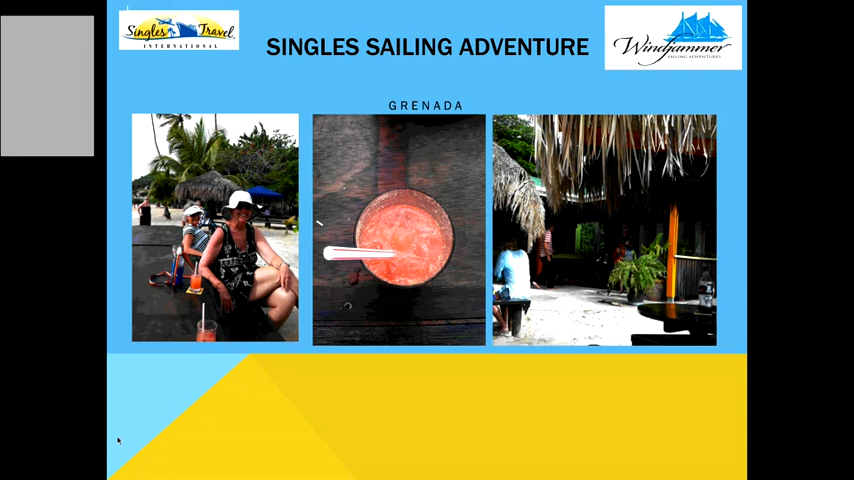 Singles Travel
INTERNATIONAL
SINGLES SAILING ADVENTURE
Windjammer
SAILING ADVENTURES
GRENADA